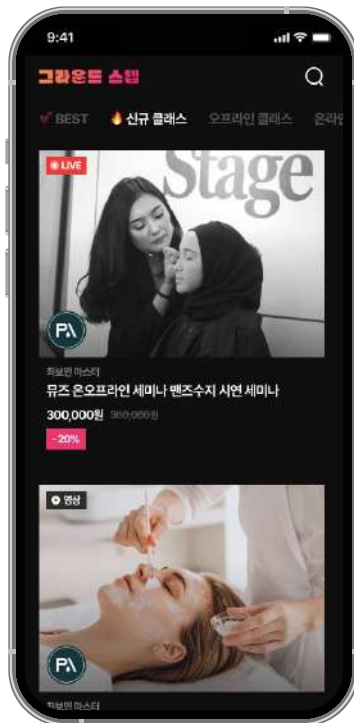 9:41
그라운드 스텝
BEST 신규 클래스 오프라인 클래스 온라인
LIVE
Stage
PA
최보민 마스터
뮤즈 온오프라인 세미나 맨즈수지 시연 세미나
300,000원 360,000원
-20%
영상
PA
최보민 마스터